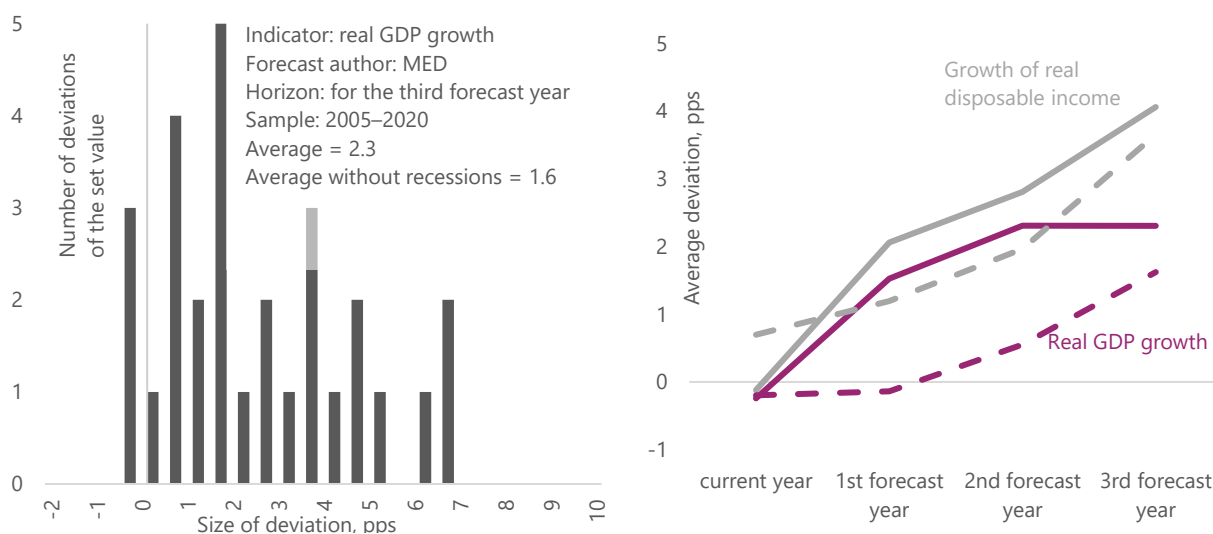 5
4
3
2
1
0
Number of deviations
of the set value
Indicator: real GDP growth
Forecast author: MED
Horizon: for the third forecast year
Sample: 2005–2020
Average = 2.3
Average without recessions = 1.6
-2
-1
0
1
2
3
4
5
6
7
8
9
10
Size of deviation, pps
5
4
3
2
1
0
-1
Average deviation, pps
Growth of real
disposable income
Real GDP growth
current year
1st forecast
year
2nd forecast
year
3rd forecast
year